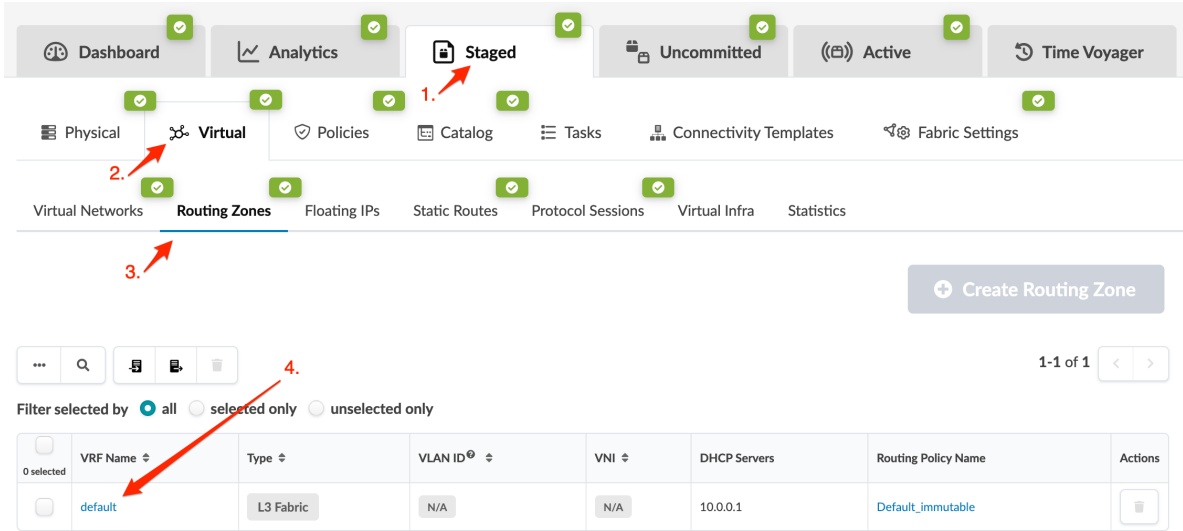 Dashboard Analytics Staged Uncommitted Active Time Voyager
1.
Physical Virtual Policies Catalog Tasks Connectivity Templates Fabric Settings
2.
Virtual Networks Routing Zones Floating IPs Static Routes Protocol Sessions Virtual Infra Statistics
3.
Create Routing Zone
1-1 of 1
4.
Filter selected by all selected only unselected only
0 selected VRF Name Type VLAN ID VNI DHCP Servers Routing Policy Name Actions
default L3 Fabric N/A N/A 10.0.0.1 Default_immutable